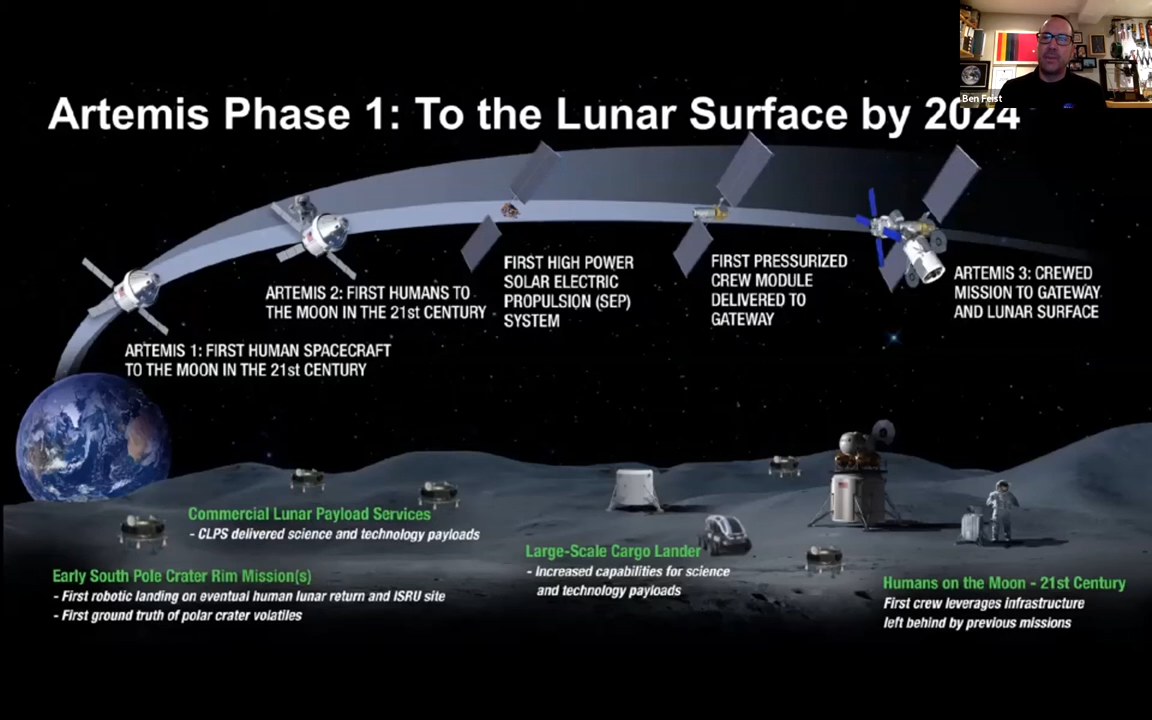 Ben Feist
Artemis Phase 1: To the Lunar Surface by 2024
FIRST HIGH POWER
SOLAR ELECTRIC
PROPULSION (SEP)
SYSTEM
FIRST PRESSURIZED
CREW MODULE
DELIVERED TO
GATEWAY
ARTEMIS 3: CREWED
MISSION TO GATEWAY
AND LUNAR SURFACE
ARTEMIS 2: FIRST HUMANS TO
THE MOON IN THE 21st CENTURY
ARTEMIS 1: FIRST HUMAN SPACECRAFT
TO THE MOON IN THE 21st CENTURY
Commercial Lunar Payload Services
- CLPS delivered science and technology payloads
Early South Pole Crater Rim Mission(s)
- First robotic landing on eventual human lunar return and ISRU site
- First ground truth of polar crater volatiles
Large-Scale Cargo Lander
- Increased capabilities for science
and technology payloads
Humans on the Moon - 21st Century
First crew leverages infrastructure
left behind by previous missions